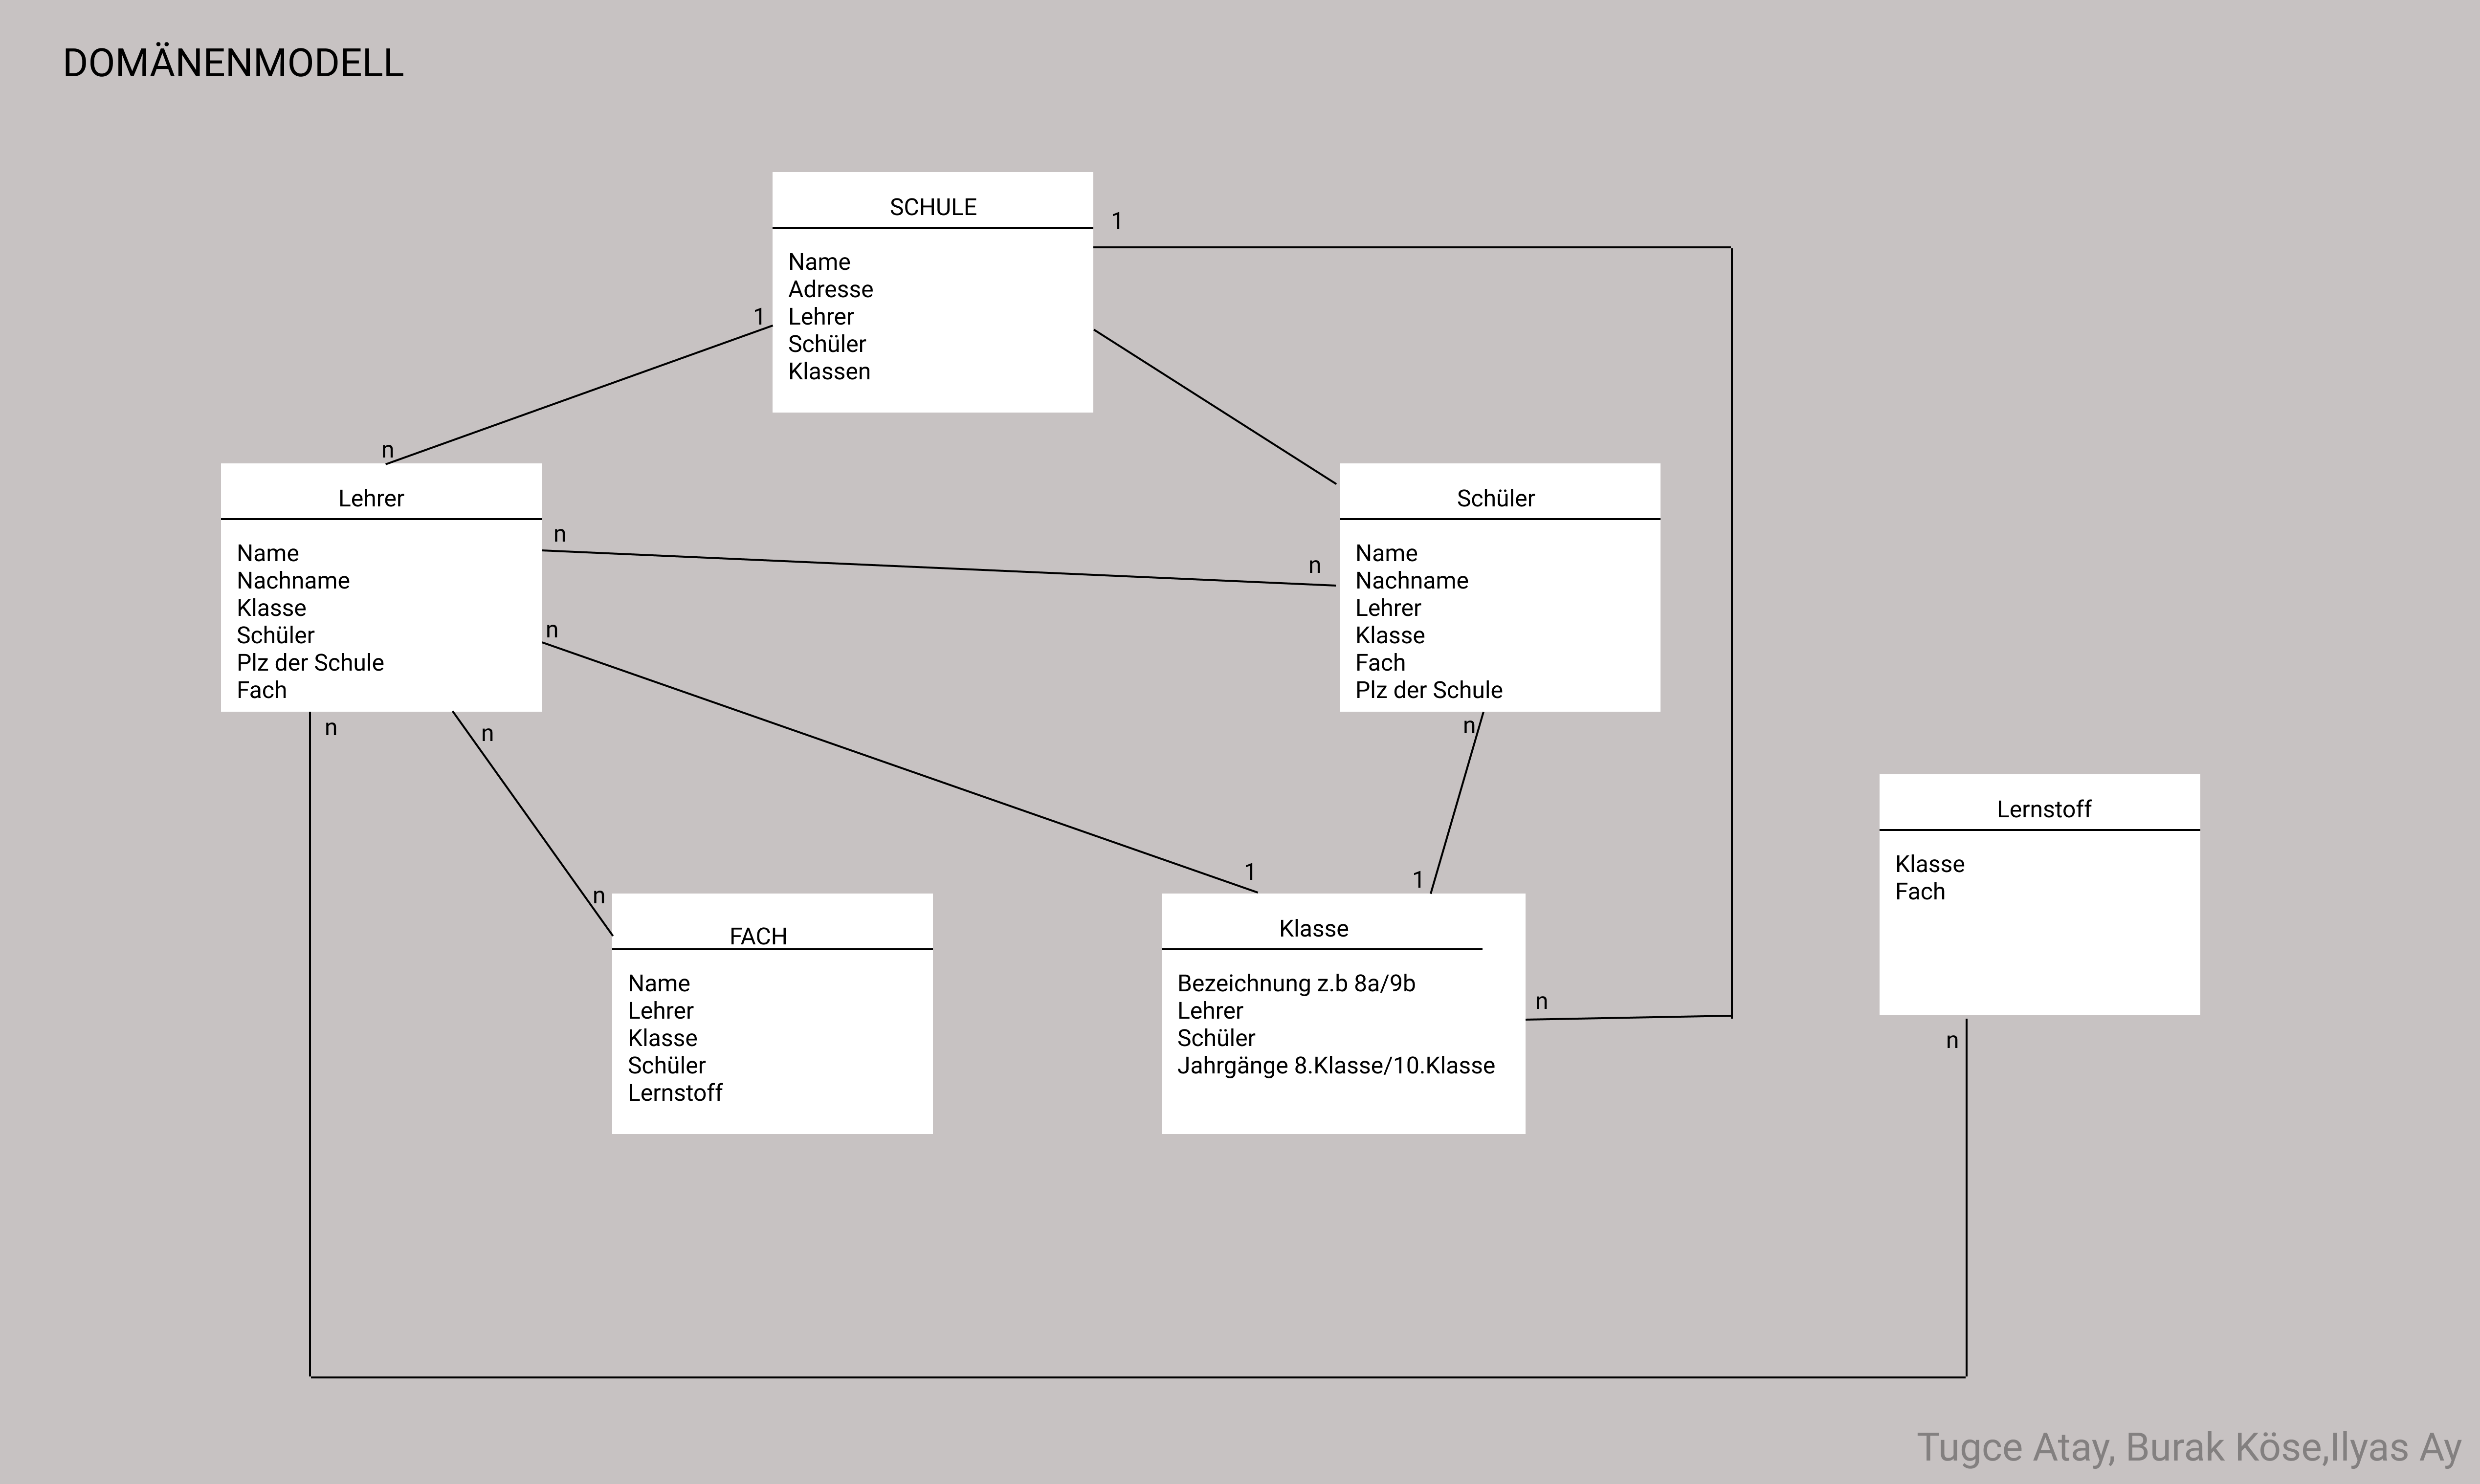 DOMÄNENMODELL
SCHULE
Name
Adresse
Lehrer
Schüler
Klassen
1
1
n
Lehrer
Name
Nachname
Klasse
Schüler
Plz der Schule
Fach
n
n
n
n
Schüler
Name
Nachname
Lehrer
Klasse
Fach
Plz der Schule
n
n
1
1
n
FACH
Name
Lehrer
Klasse
Schüler
Lernstoff
Klasse
Bezeichnung z.b 8a/9b
Lehrer
Schüler
Jahrgänge 8.Klasse/10.Klasse
n
Lernstoff
Klasse
Fach
n
Tugce Atay, Burak Köse,Ilyas Ay